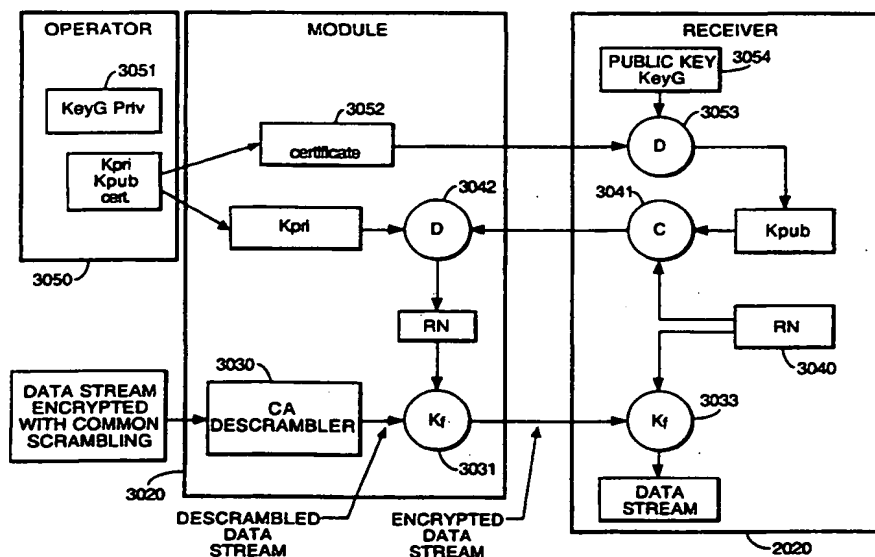 OPERATOR
3051
KeyG Priv
Kpri
Kpub
cert.
3050
MODULE
3052
certificate
3042
D
Kpri
RN
3030
CA
DESCRAMBLER
Kf
3031
3020
DATA STREAM
ENCRYPTED
WITH COMMON
SCRAMBLING
DESCRAMBLED
DATA
STREAM
ENCRYPTED
DATA
STREAM
RECEIVER
PUBLIC KEY
KeyG
3054
3053
D
3041
C
Kpub
RN
3040
Kf
3033
DATA
STREAM
2020